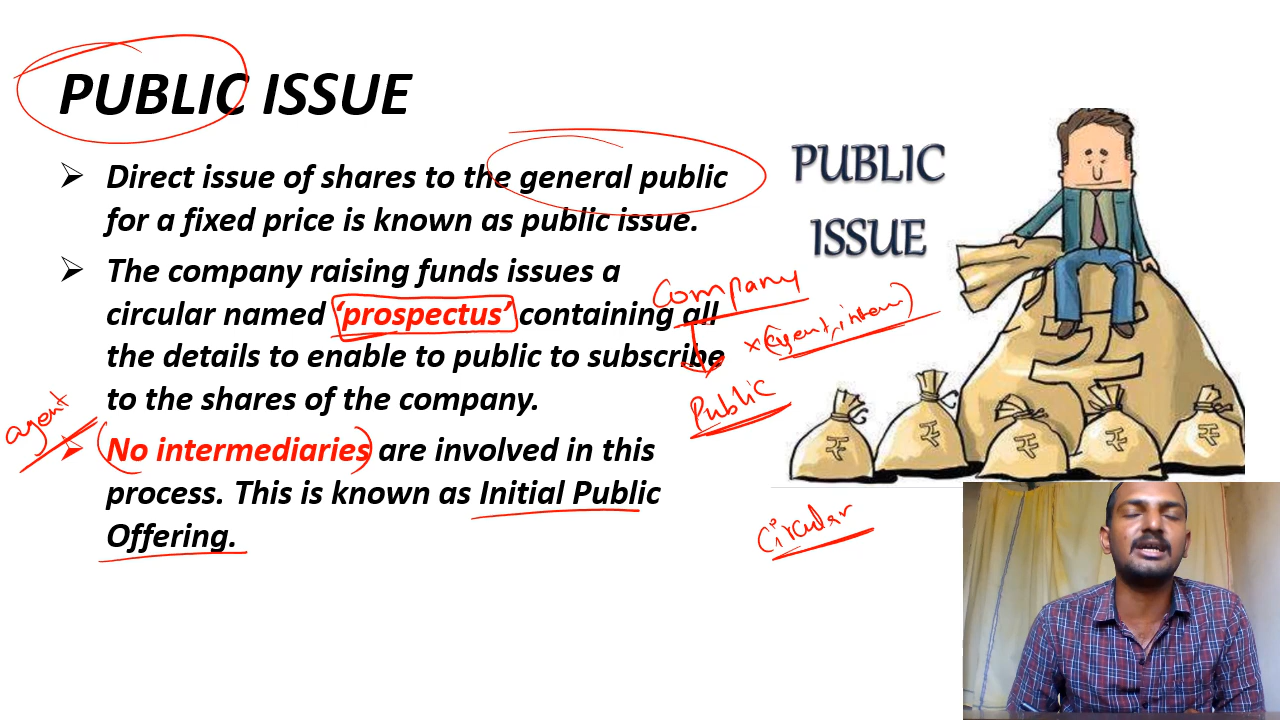 PUBLIC ISSUE
➢ Direct issue of shares to the general public
for a fixed price is known as public issue.
➢ The company raising funds issues a
circular named ‘prospectus’ containing all
the details to enable to public to subscribe
to the shares of the company.
➢ No intermediaries are involved in this
process. This is known as Initial Public
Offering.
agent
PUBLIC
ISSUE
Company
x (agent, interm)
Public
₹
₹
₹
₹
₹
circular